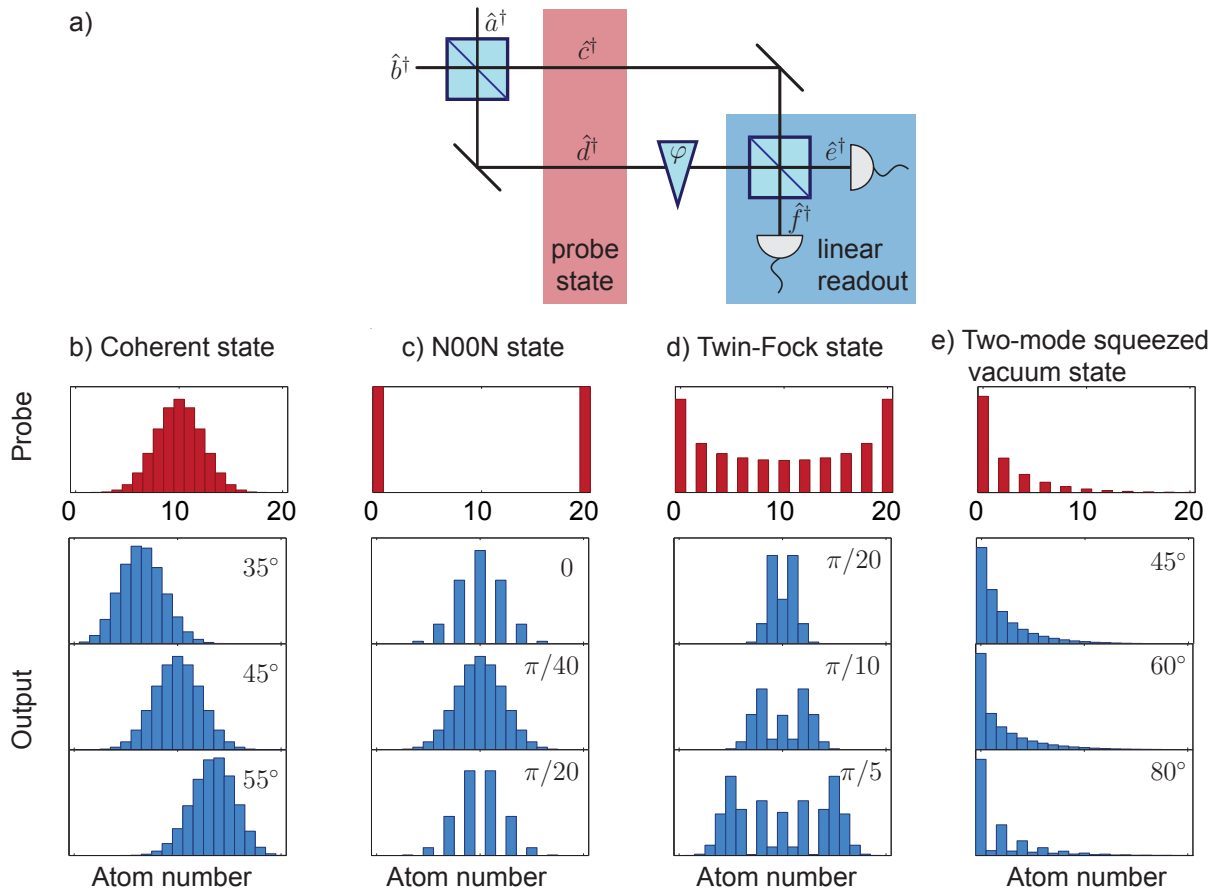 a)
â†
b̂†
ĉ†
d̂†
φ
ê†
f̂†
probe
state
linear
readout
b) Coherent state
c) N00N state
d) Twin-Fock state
e) Two-mode squeezed
vacuum state
Probe
0 10 20
0 10 20
0 10 20
0 10 20
Output
35°
0
π/20
45°
45°
π/40
π/10
60°
55°
π/20
π/5
80°
Atom number
Atom number
Atom number
Atom number